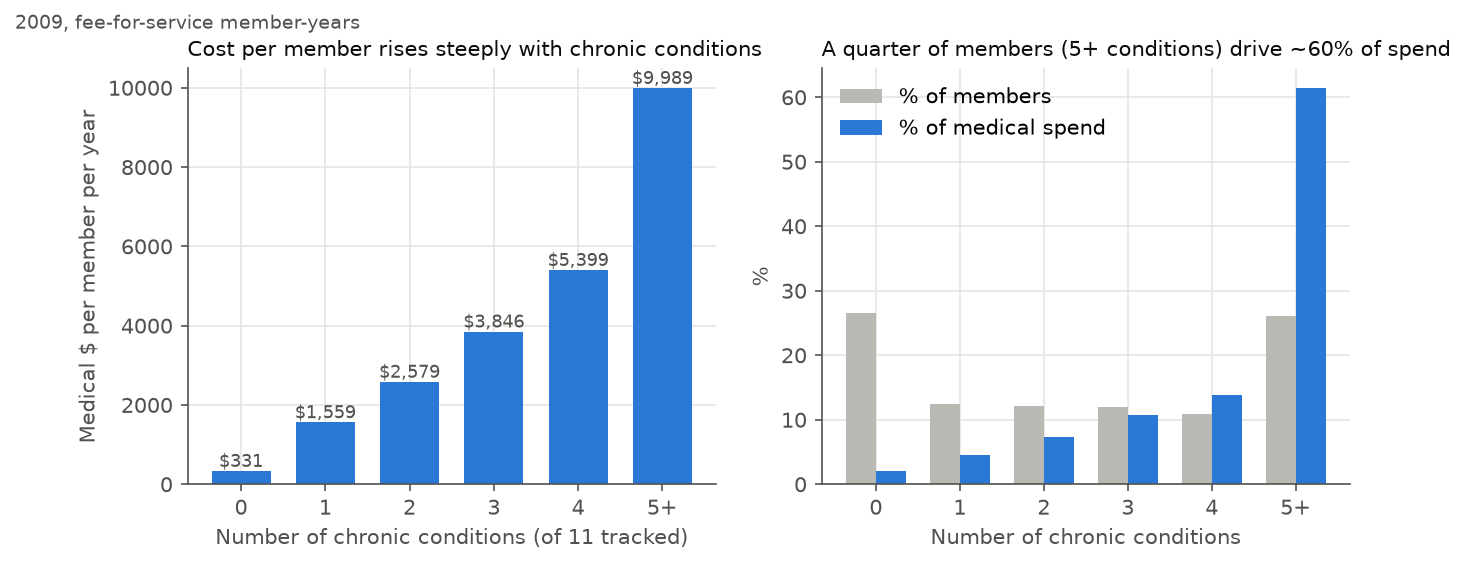 2009, fee-for-service member-years
Cost per member rises steeply with chronic conditions
Medical $ per member per year
10000
8000
6000
4000
2000
0
$331
$1,559
$2,579
$3,846
$5,399
$9,989
0 1 2 3 4 5+
Number of chronic conditions (of 11 tracked)
A quarter of members (5+ conditions) drive ~60% of spend
% of members
% of medical spend
%
60
50
40
30
20
10
0
0 1 2 3 4 5+
Number of chronic conditions